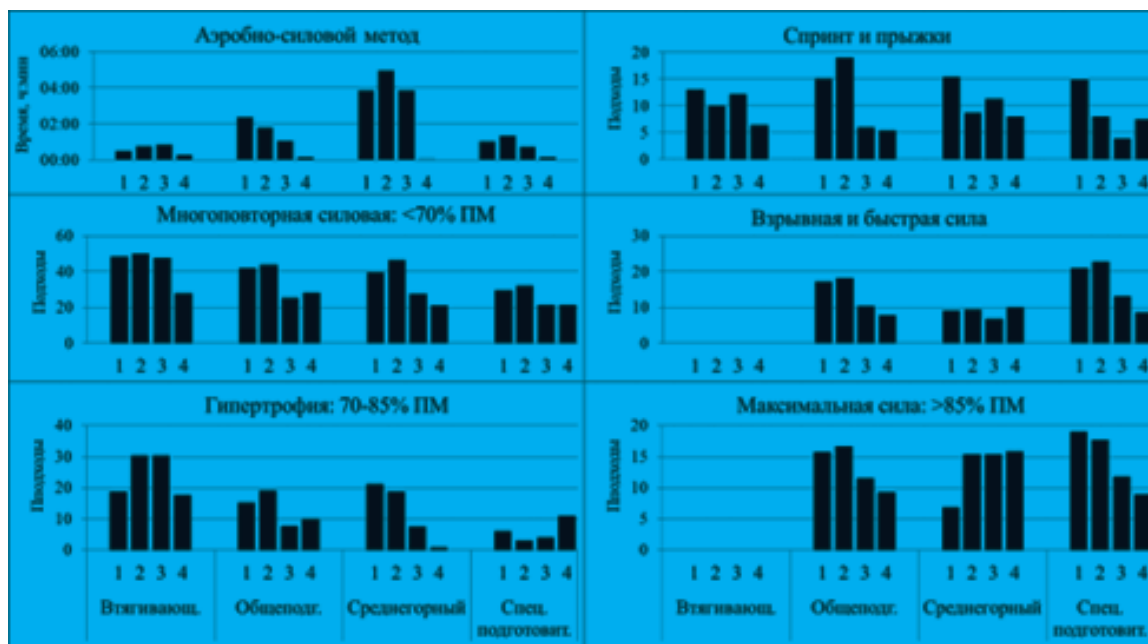 Аэробно-силовой метод
Время, ч:мин
06:00
04:00
02:00
00:00
1 2 3 4 1 2 3 4 1 2 3 4 1 2 3 4
Спринт и прыжки
Подходы
20
15
10
5
0
1 2 3 4 1 2 3 4 1 2 3 4 1 2 3 4
Многоповторная силовая: <70% ПМ
Подходы
60
40
20
0
1 2 3 4 1 2 3 4 1 2 3 4 1 2 3 4
Взрывная и быстрая сила
Подходы
30
20
10
0
1 2 3 4 1 2 3 4 1 2 3 4 1 2 3 4
Гипертрофия: 70-85% ПМ
Пподходы
40
30
20
10
0
1 2 3 4 1 2 3 4 1 2 3 4 1 2 3 4
Втягивающ. Общеподг. Среднегорный Спец. подготовит.
Максимальная сила: >85% ПМ
Пподходы
20
15
10
5
0
1 2 3 4 1 2 3 4 1 2 3 4 1 2 3 4
Втягивающ. Общеподг. Среднегорный Спец. подготовит.